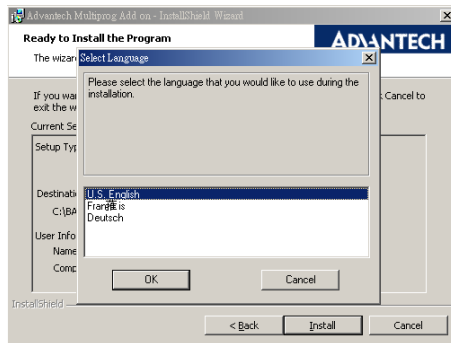 Advantech Multiprog Add on - InstallShield Wizard
Ready to Install the Program
ADVANTECH
The wizar
Select Language
Please select the language that you would like to use during the
installation.
If you wa
Cancel to
exit the w
Current Se
Setup Typ
U.S. English
Deutsch
Destinati
C:\BA
User Info
Name
Comp
OK
Cancel
InstallShield
< Back
Install
Cancel